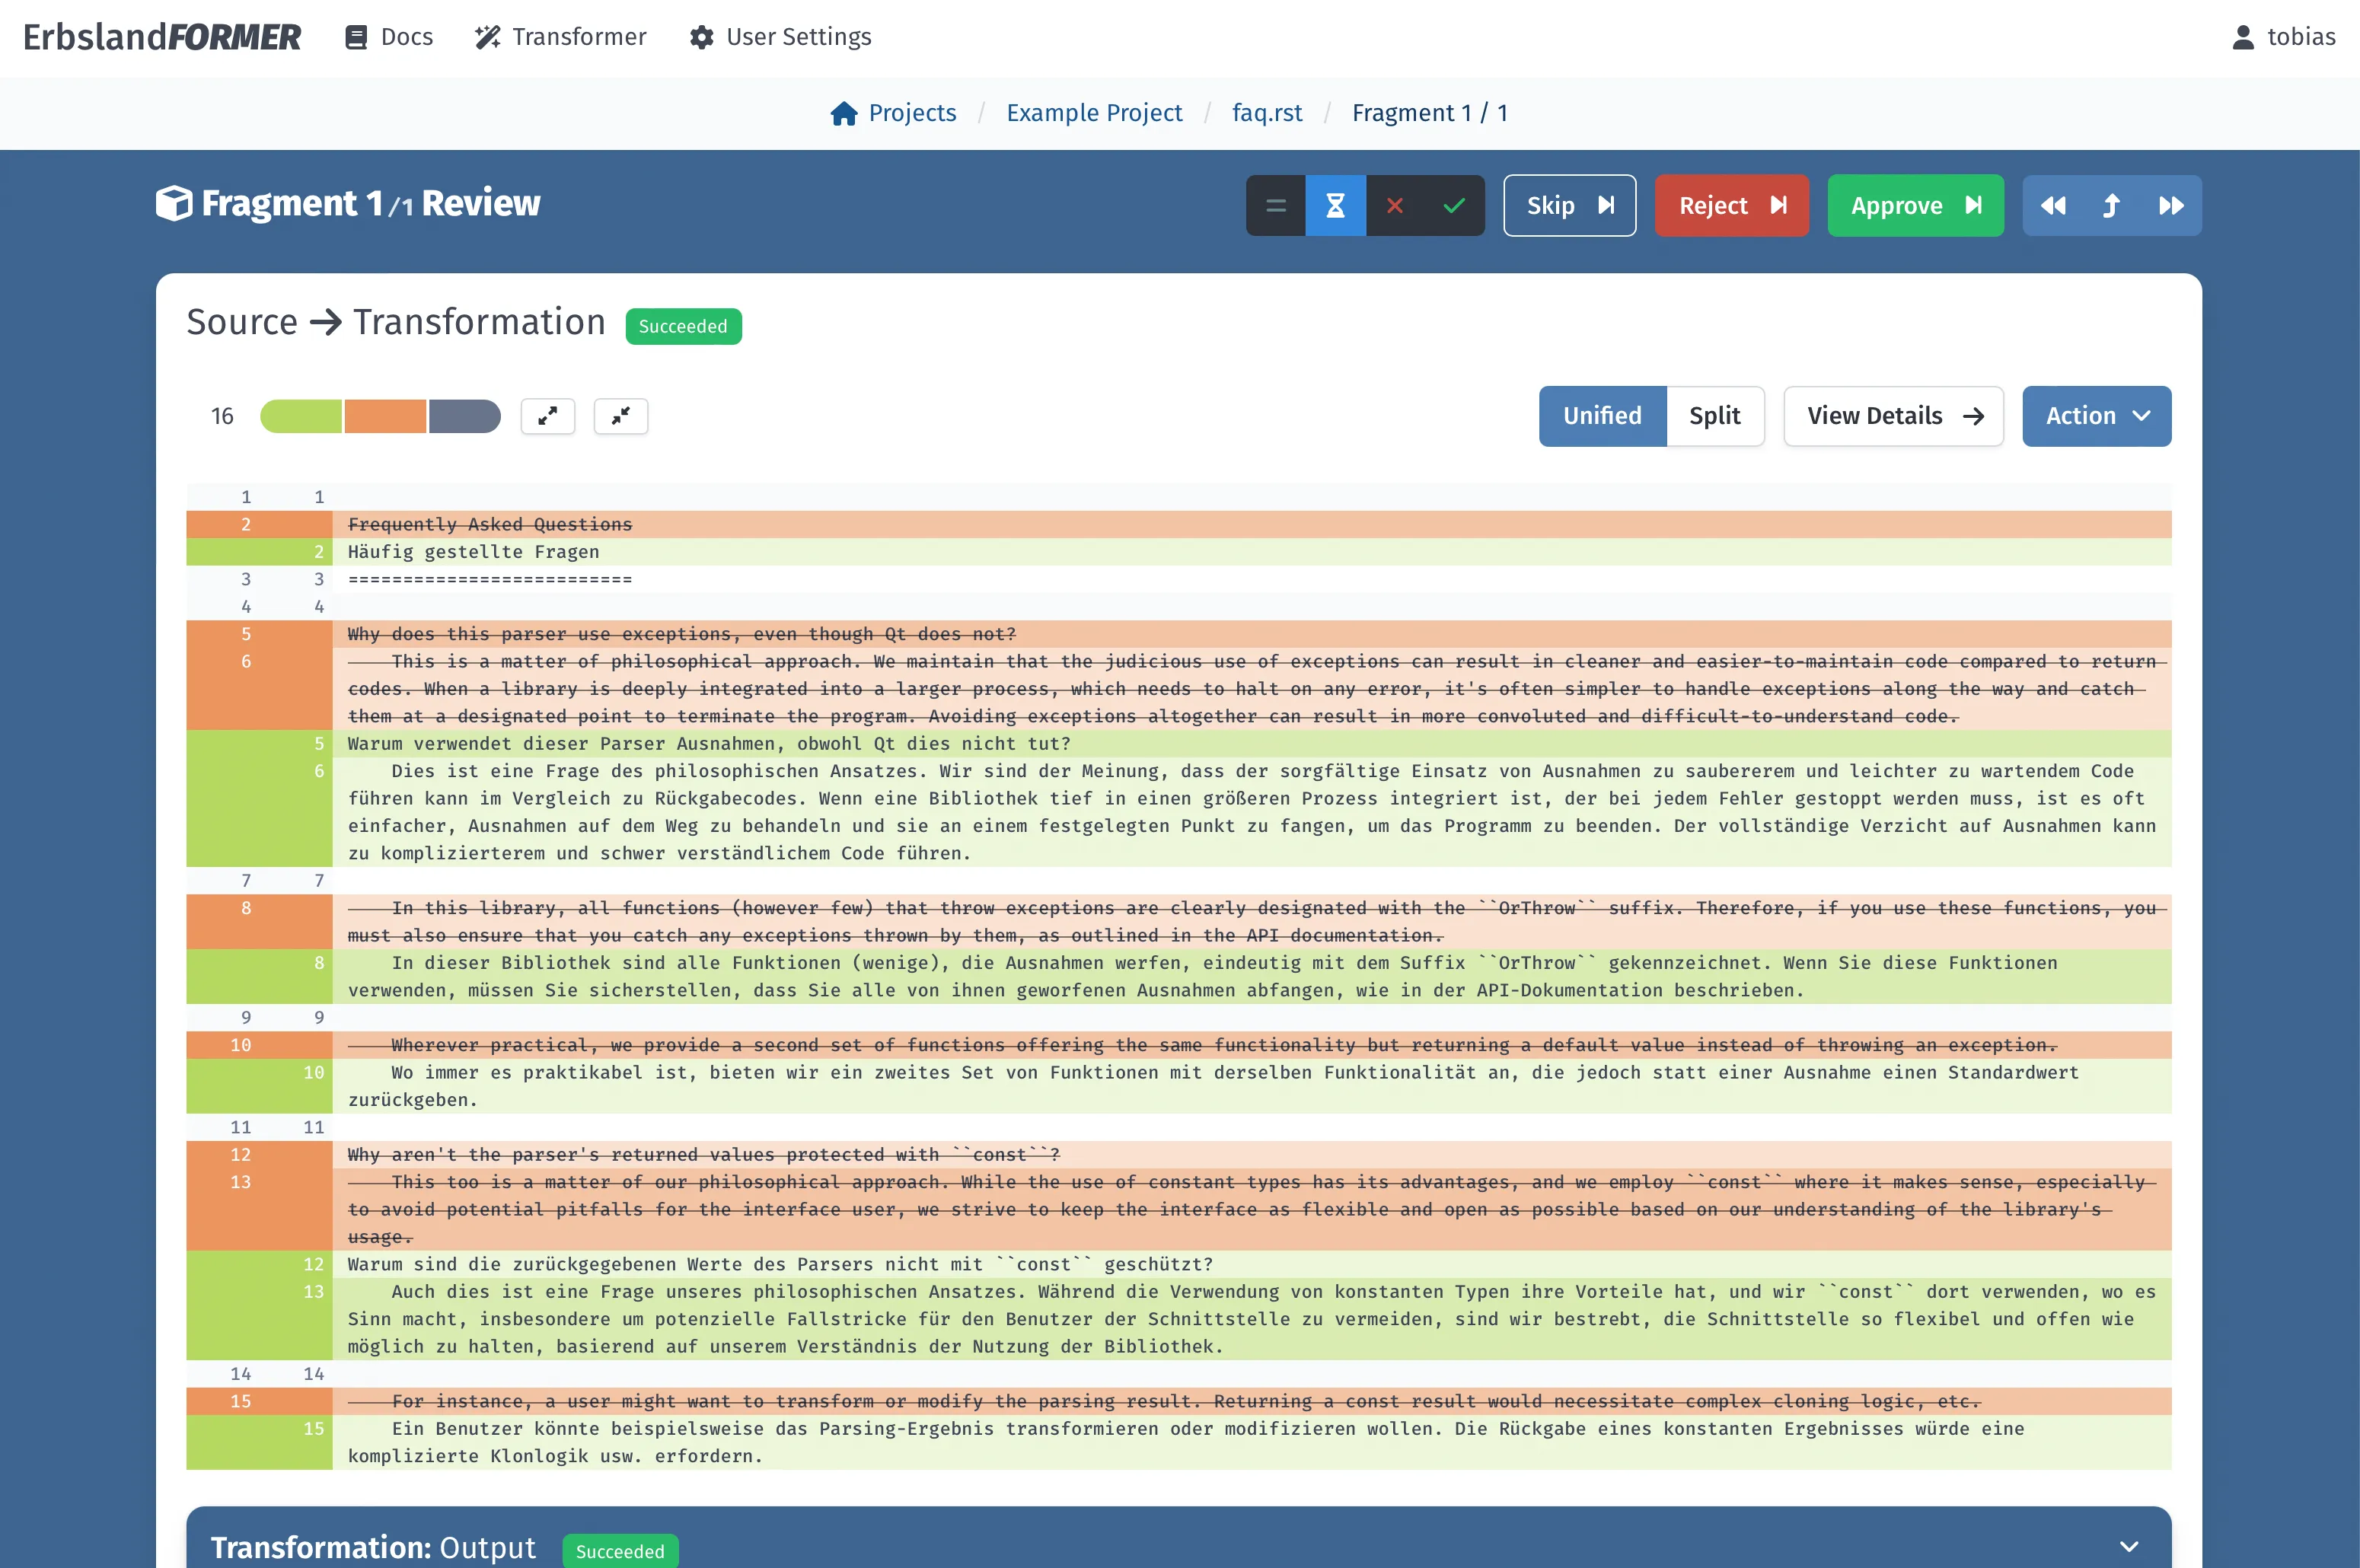 ErbslandFORMER Docs Transformer User Settings tobias
Projects / Example Project / faq.rst / Fragment 1 / 1
Fragment 1 /1 Review Skip Reject Approve
Source → Transformation Succeeded
16 Unified Split View Details → Action
1 1
2 Frequently Asked Questions
2 Häufig gestellte Fragen
3 3 ==========================
4 4
5 Why does this parser use exceptions, even though Qt does not?
6 This is a matter of philosophical approach. We maintain that the judicious use of exceptions can result in cleaner and easier-to-maintain code compared to return
codes. When a library is deeply integrated into a larger process, which needs to halt on any error, it's often simpler to handle exceptions along the way and catch
them at a designated point to terminate the program. Avoiding exceptions altogether can result in more convoluted and difficult-to-understand code.
5 Warum verwendet dieser Parser Ausnahmen, obwohl Qt dies nicht tut?
6 Dies ist eine Frage des philosophischen Ansatzes. Wir sind der Meinung, dass der sorgfältige Einsatz von Ausnahmen zu saubererem und leichter zu wartendem Code
führen kann im Vergleich zu Rückgabecodes. Wenn eine Bibliothek tief in einen größeren Prozess integriert ist, der bei jedem Fehler gestoppt werden muss, ist es oft
einfacher, Ausnahmen auf dem Weg zu behandeln und sie an einem festgelegten Punkt zu fangen, um das Programm zu beenden. Der vollständige Verzicht auf Ausnahmen kann
zu komplizierterem und schwer verständlichem Code führen.
7 7
8 In this library, all functions (however few) that throw exceptions are clearly designated with the ``OrThrow`` suffix. Therefore, if you use these functions, you
must also ensure that you catch any exceptions thrown by them, as outlined in the API documentation.
8 In dieser Bibliothek sind alle Funktionen (wenige), die Ausnahmen werfen, eindeutig mit dem Suffix ``OrThrow`` gekennzeichnet. Wenn Sie diese Funktionen
verwenden, müssen Sie sicherstellen, dass Sie alle von ihnen geworfenen Ausnahmen abfangen, wie in der API-Dokumentation beschrieben.
9 9
10 Wherever practical, we provide a second set of functions offering the same functionality but returning a default value instead of throwing an exception.
10 Wo immer es praktikabel ist, bieten wir ein zweites Set von Funktionen mit derselben Funktionalität an, die jedoch statt einer Ausnahme einen Standardwert
zurückgeben.
11 11
12 Why aren't the parser's returned values protected with ``const``?
13 This too is a matter of our philosophical approach. While the use of constant types has its advantages, and we employ ``const`` where it makes sense, especially
to avoid potential pitfalls for the interface user, we strive to keep the interface as flexible and open as possible based on our understanding of the library's
usage.
12 Warum sind die zurückgegebenen Werte des Parsers nicht mit ``const`` geschützt?
13 Auch dies ist eine Frage unseres philosophischen Ansatzes. Während die Verwendung von konstanten Typen ihre Vorteile hat, und wir ``const`` dort verwenden, wo es
Sinn macht, insbesondere um potenzielle Fallstricke für den Benutzer der Schnittstelle zu vermeiden, sind wir bestrebt, die Schnittstelle so flexibel und offen wie
möglich zu halten, basierend auf unserem Verständnis der Nutzung der Bibliothek.
14 14
15 For instance, a user might want to transform or modify the parsing result. Returning a const result would necessitate complex cloning logic, etc.
15 Ein Benutzer könnte beispielsweise das Parsing-Ergebnis transformieren oder modifizieren wollen. Die Rückgabe eines konstanten Ergebnisses würde eine
komplizierte Klonlogik usw. erfordern.
Transformation: Output Succeeded